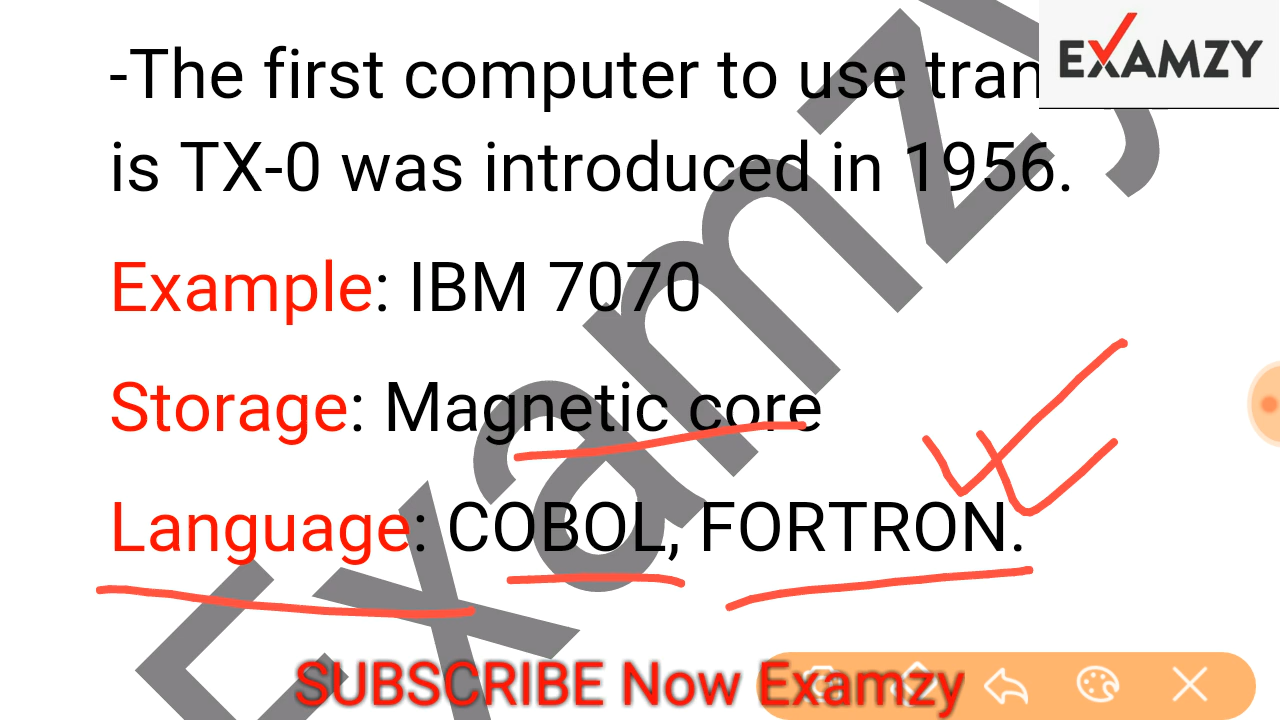 -The first computer to use tran
EXAMZY
is TX-0 was introduced in 1956.
Example: IBM 7070
Storage: Magnetic core
Language: COBOL, FORTRON.
Examzy
SUBSCRIBE Now Examzy